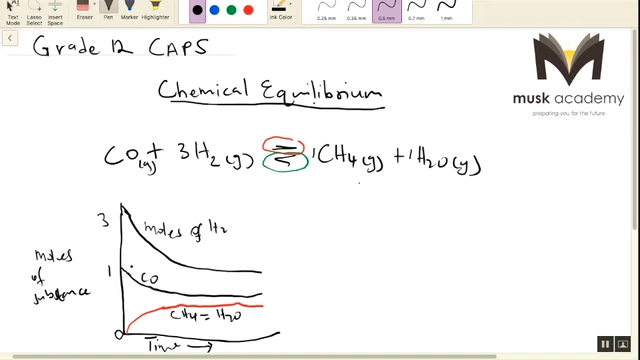 Text Mode
Lasso Selection
Insert Space
Pen
Pen
Marker
Highlighter
Ink Color
0.25 mm
0.35 mm
0.5 mm
0.7 mm
1 mm
Grade 12 CAPS
musk academy
preparing you for the future
Chemical Equilibrium
CO(g) + 3H2(g) ⇌ 1CH4(g) + 1H2O(g)
3
moles of H2
Moles of substance
1
CO
CH4 = H2O
0
Time →